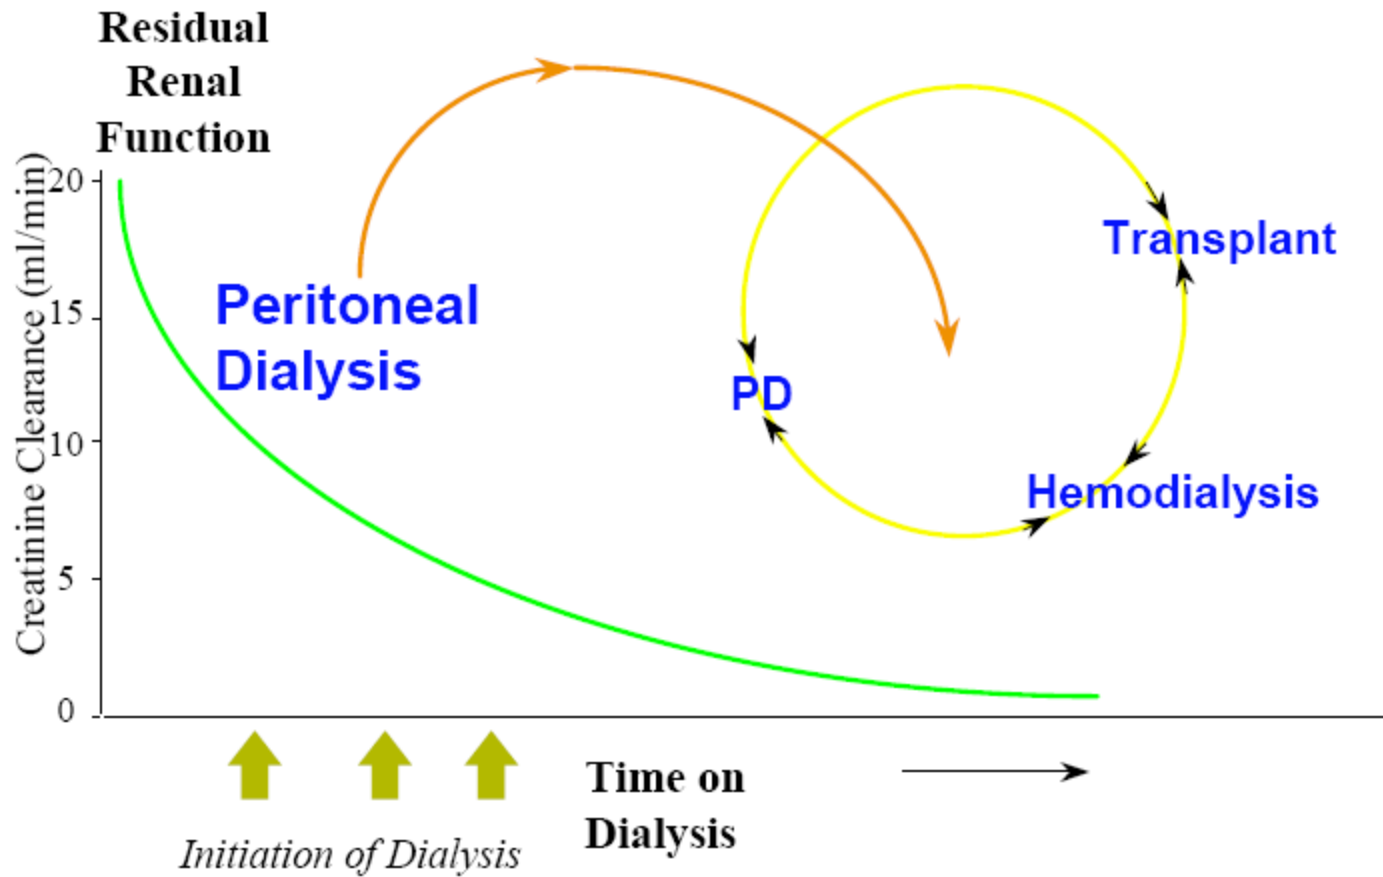 Residual
Renal
Function
Creatinine Clearance (ml/min)
20
15
10
5
0
Peritoneal
Dialysis
Transplant
PD
Hemodialysis
Initiation of Dialysis
Time on
Dialysis